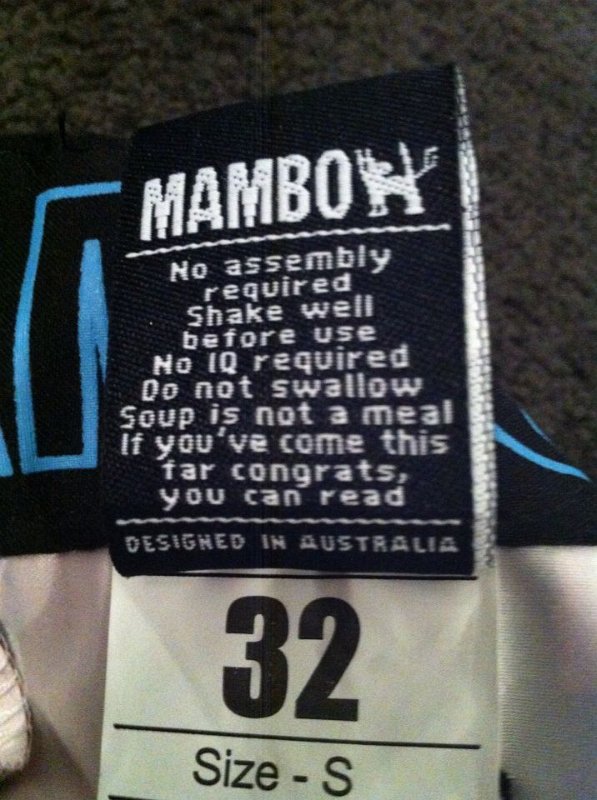 MAMBO
No assembly
required
Shake well
before use
No IQ required
Do not swallow
Soup is not a meal
If you've come this
far congrats,
you can read
DESIGNED IN AUSTRALIA
32
Size - S